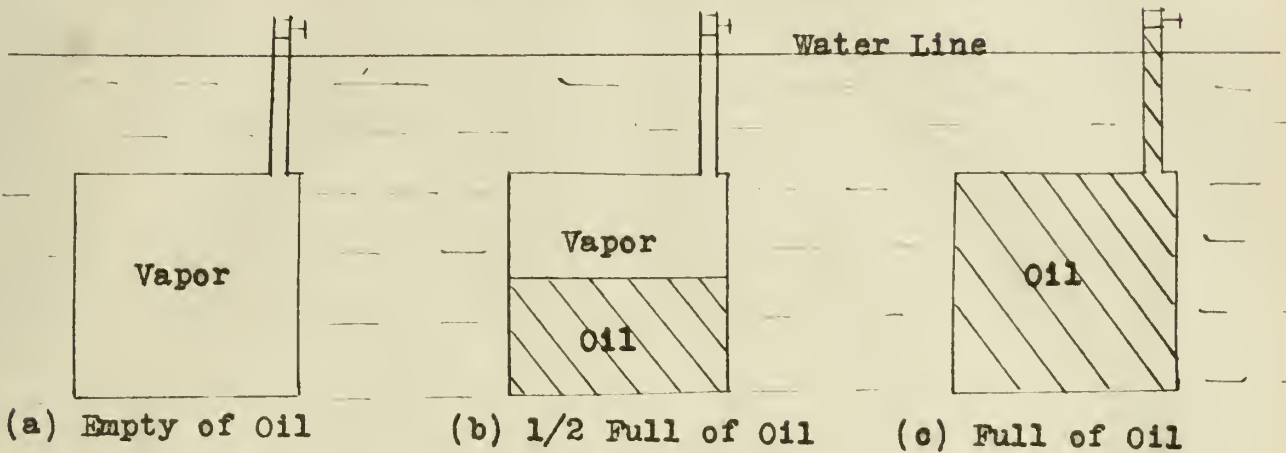 Water Line
Vapor
Vapor
Oil
Oil
(a) Empty of Oil
(b) 1/2 Full of Oil
(c) Full of Oil